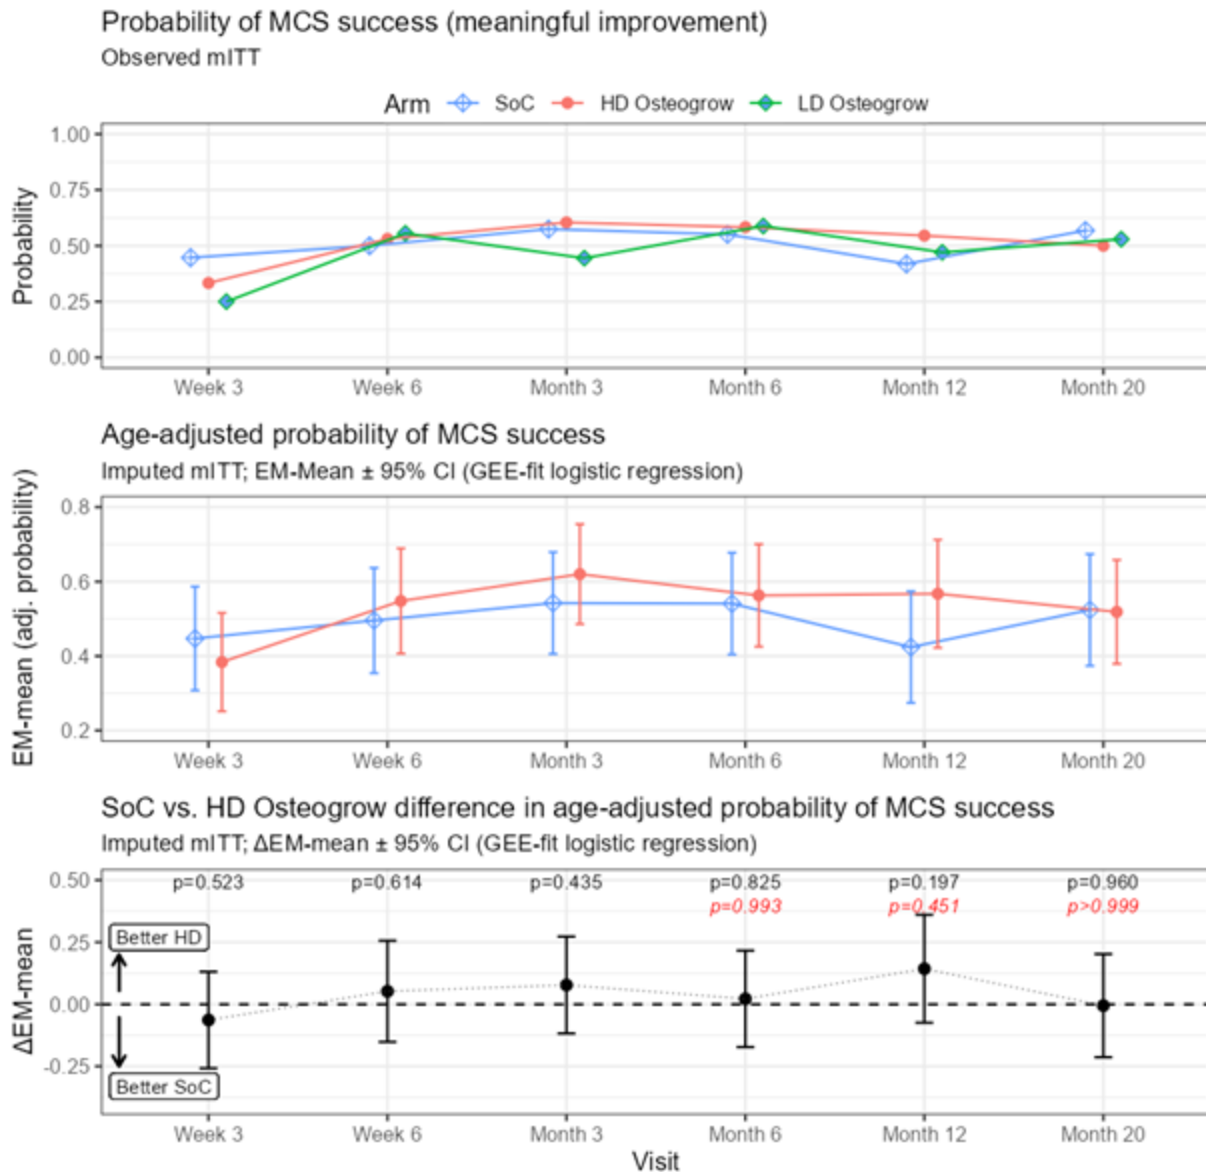 Probability of MCS success (meaningful improvement)
Observed mITT
Arm SoC HD Osteogrow LD Osteogrow
Probability
1.00
0.75
0.50
0.25
0.00
Week 3 Week 6 Month 3 Month 6 Month 12 Month 20
Age-adjusted probability of MCS success
Imputed mITT; EM-Mean ± 95% CI (GEE-fit logistic regression)
EM-mean (adj. probability)
0.8
0.6
0.4
0.2
Week 3 Week 6 Month 3 Month 6 Month 12 Month 20
SoC vs. HD Osteogrow difference in age-adjusted probability of MCS success
Imputed mITT; ΔEM-mean ± 95% CI (GEE-fit logistic regression)
ΔEM-mean
0.50
0.25
0.00
-0.25
p=0.523 p=0.614 p=0.435 p=0.825 p=0.197 p=0.960
p=0.993 p=0.451 p>0.999
Better HD
Better SoC
Week 3 Week 6 Month 3 Month 6 Month 12 Month 20
Visit